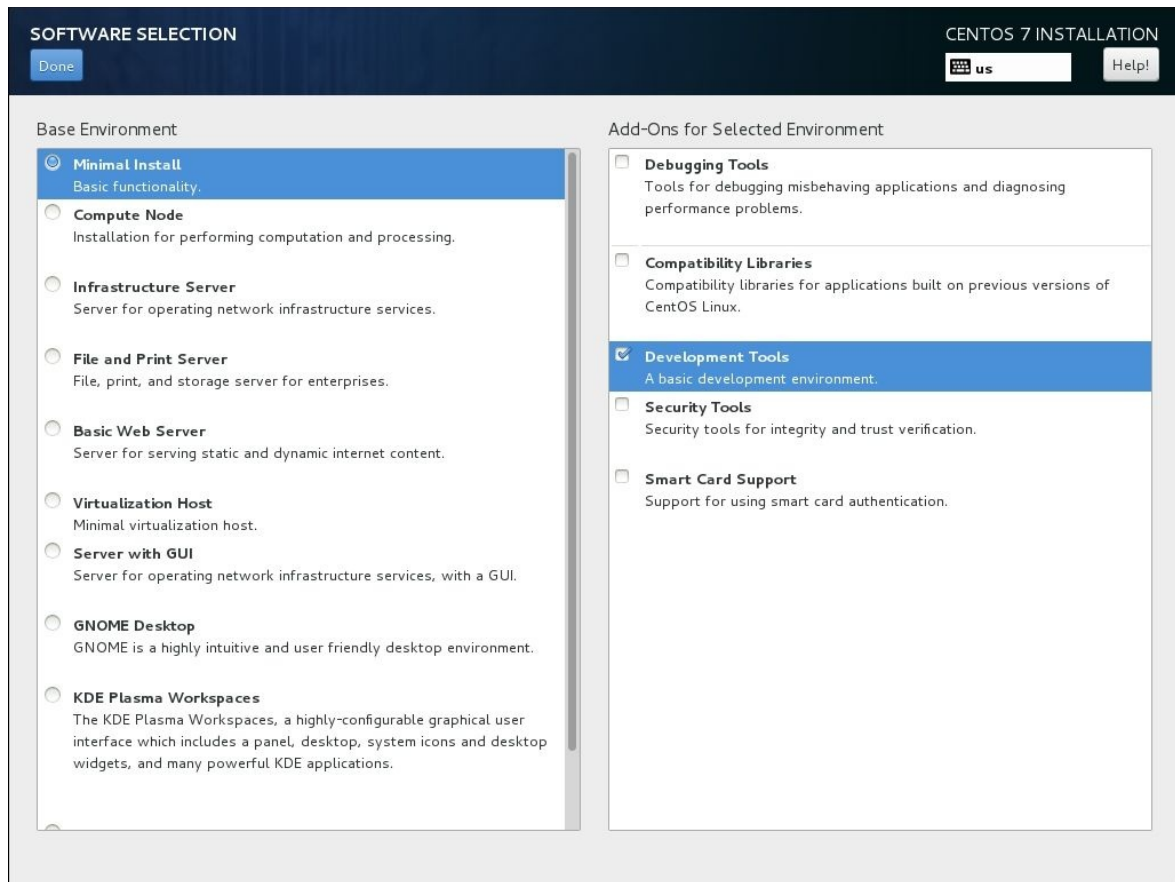 SOFTWARE SELECTION
Done
CENTOS 7 INSTALLATION
us
Help!
Base Environment
Minimal Install
Basic functionality.
Compute Node
Installation for performing computation and processing.
Infrastructure Server
Server for operating network infrastructure services.
File and Print Server
File, print, and storage server for enterprises.
Basic Web Server
Server for serving static and dynamic internet content.
Virtualization Host
Minimal virtualization host.
Server with GUI
Server for operating network infrastructure services, with a GUI.
GNOME Desktop
GNOME is a highly intuitive and user friendly desktop environment.
KDE Plasma Workspaces
The KDE Plasma Workspaces, a highly-configurable graphical user
interface which includes a panel, desktop, system icons and desktop
widgets, and many powerful KDE applications.
Add-Ons for Selected Environment
Debugging Tools
Tools for debugging misbehaving applications and diagnosing
performance problems.
Compatibility Libraries
Compatibility libraries for applications built on previous versions of
CentOS Linux.
Development Tools
A basic development environment.
Security Tools
Security tools for integrity and trust verification.
Smart Card Support
Support for using smart card authentication.